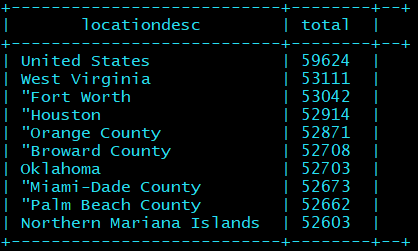 +---------------------------+--------+--+
| locationdesc | total |
+---------------------------+--------+--+
| United States | 59624 |
| West Virginia | 53111 |
| "Fort Worth | 53042 |
| "Houston | 52914 |
| "Orange County | 52871 |
| "Broward County | 52708 |
| Oklahoma | 52703 |
| "Miami-Dade County | 52673 |
| "Palm Beach County | 52662 |
| Northern Mariana Islands | 52603 |
+---------------------------+--------+--+